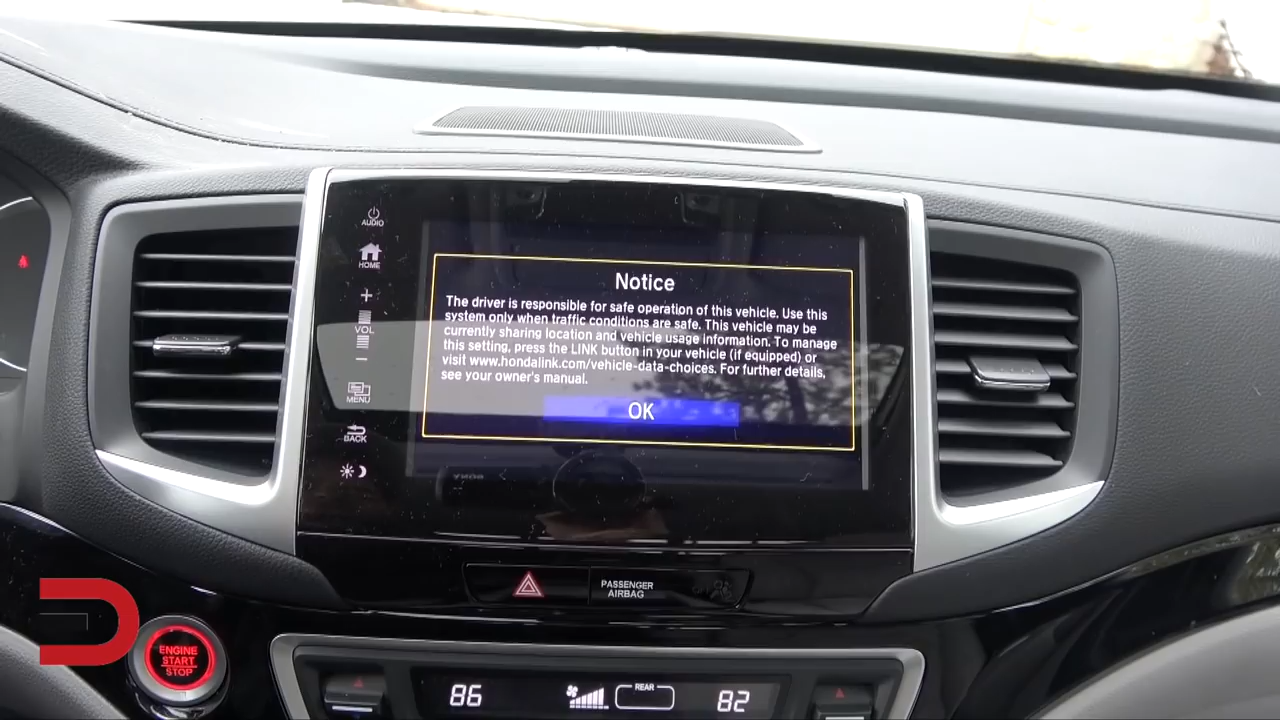 AUDIO
HOME
+
VOL
−
MENU
BACK
Notice
The driver is responsible for safe operation of this vehicle. Use this
system only when traffic conditions are safe. This vehicle may be
currently sharing location and vehicle usage information. To manage
this setting, press the LINK button in your vehicle (if equipped) or
visit www.hondalink.com/vehicle-data-choices. For further details,
see your owner's manual.
OK
PASSENGER
AIRBAG
OFF
ENGINE
START
STOP
86
REAR
82